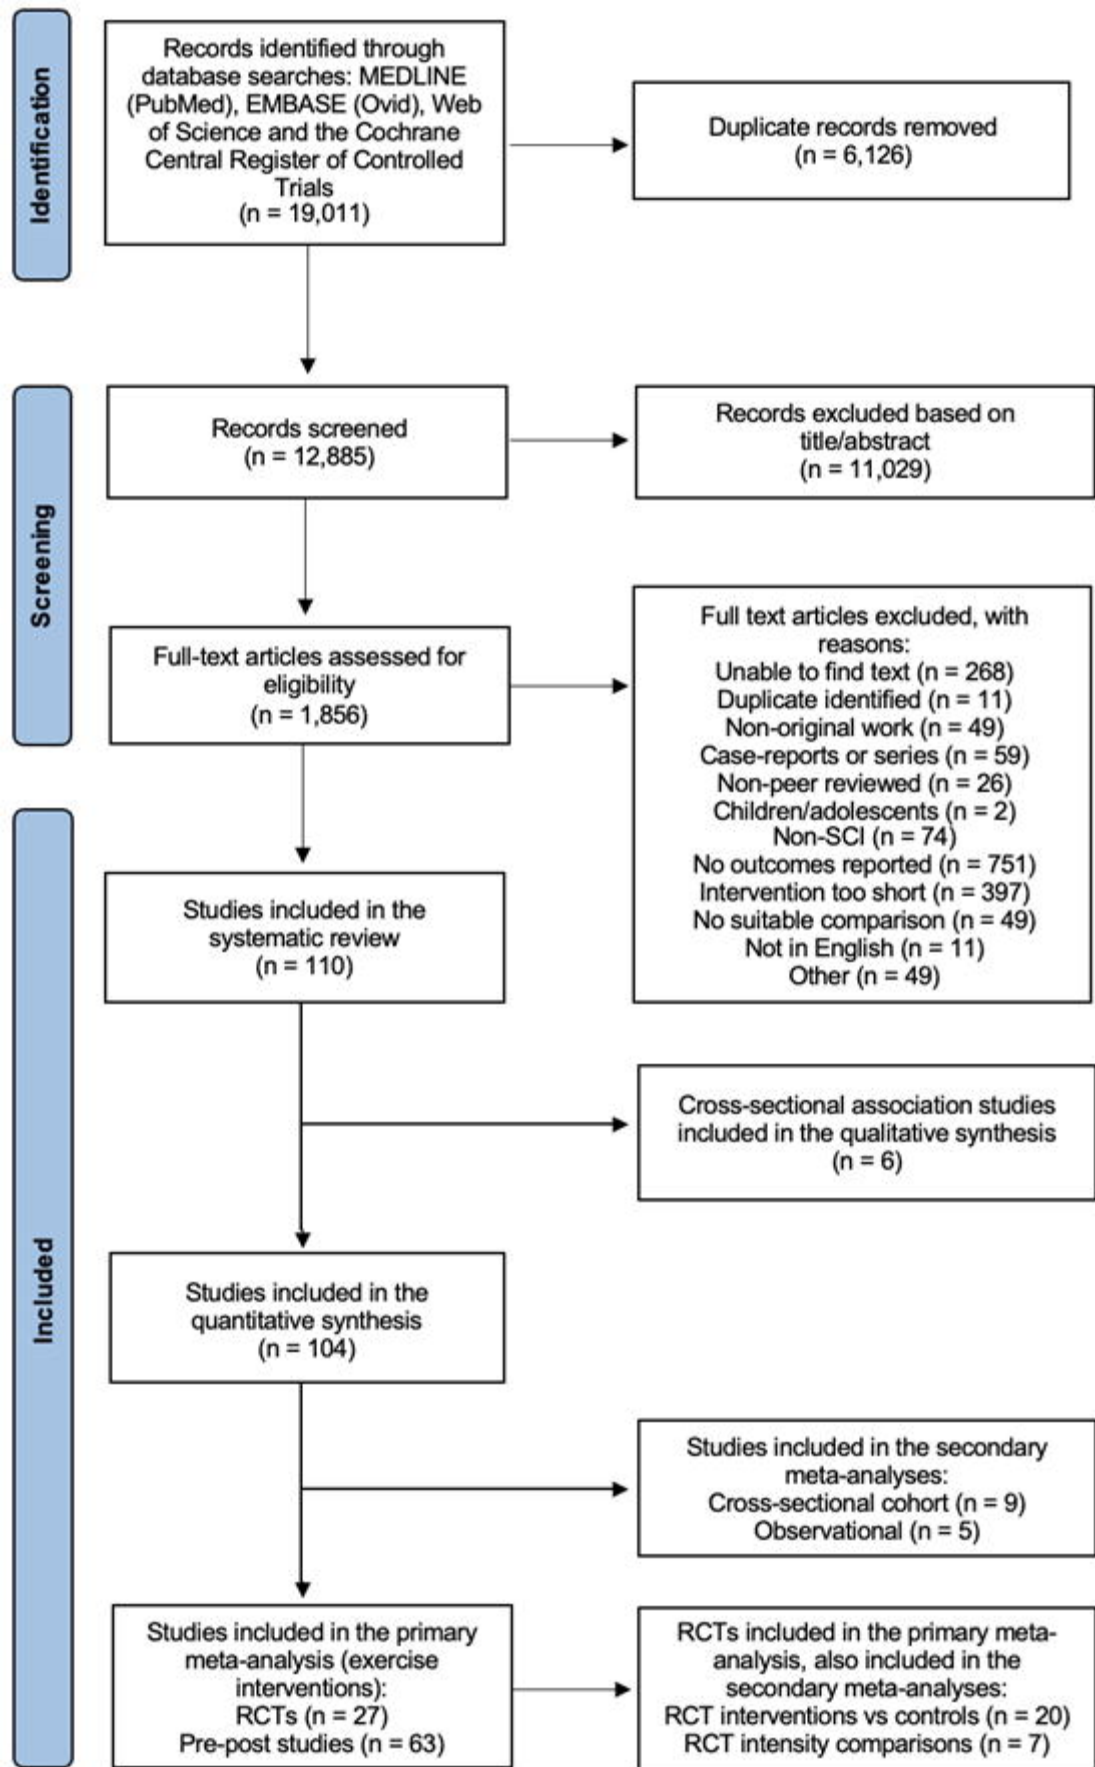 Identification
Records identified through
database searches: MEDLINE
(PubMed), EMBASE (Ovid), Web
of Science and the Cochrane
Central Register of Controlled
Trials
(n = 19,011)
Duplicate records removed
(n = 6,126)
Screening
Records screened
(n = 12,885)
Records excluded based on
title/abstract
(n = 11,029)
Full-text articles assessed for
eligibility
(n = 1,856)
Full text articles excluded, with
reasons:
Unable to find text (n = 268)
Duplicate identified (n = 11)
Non-original work (n = 49)
Case-reports or series (n = 59)
Non-peer reviewed (n = 26)
Children/adolescents (n = 2)
Non-SCI (n = 74)
No outcomes reported (n = 751)
Intervention too short (n = 397)
No suitable comparison (n = 49)
Not in English (n = 11)
Other (n = 49)
Included
Studies included in the
systematic review
(n = 110)
Cross-sectional association studies
included in the qualitative synthesis
(n = 6)
Studies included in the
quantitative synthesis
(n = 104)
Studies included in the secondary
meta-analyses:
Cross-sectional cohort (n = 9)
Observational (n = 5)
Studies included in the primary
meta-analysis (exercise
interventions):
RCTs (n = 27)
Pre-post studies (n = 63)
RCTs included in the primary meta-
analysis, also included in the
secondary meta-analyses:
RCT interventions vs controls (n = 20)
RCT intensity comparisons (n = 7)